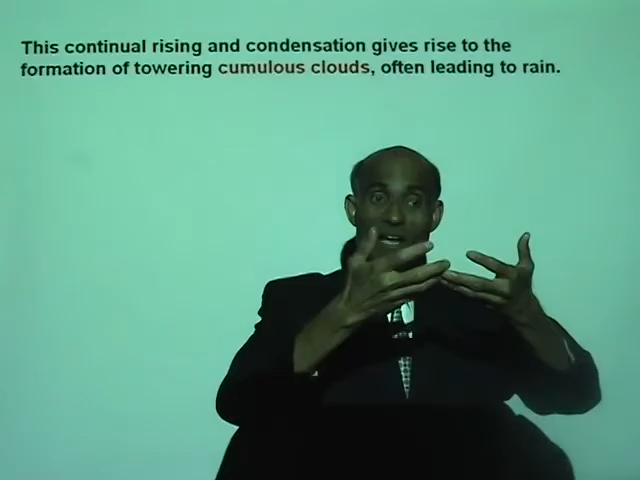 This continual rising and condensation gives rise to the
formation of towering cumulous clouds, often leading to rain.